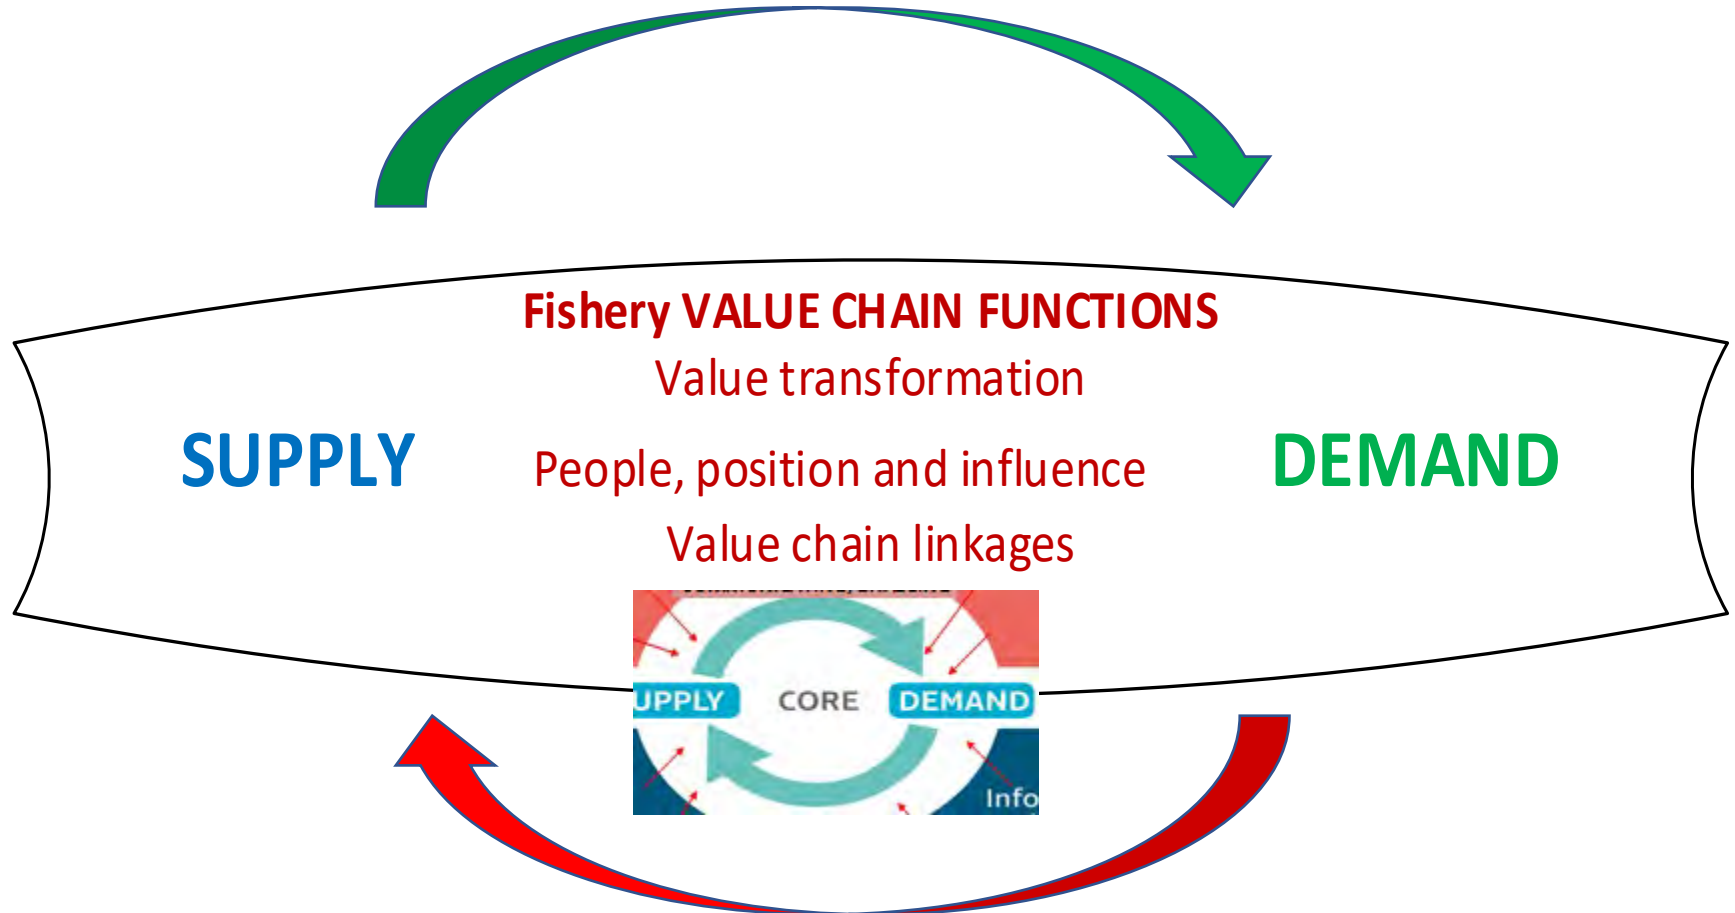 Fishery VALUE CHAIN FUNCTIONS
Value transformation
SUPPLY
People, position and influence
DEMAND
Value chain linkages
UPPLY
CORE
DEMAND
Info